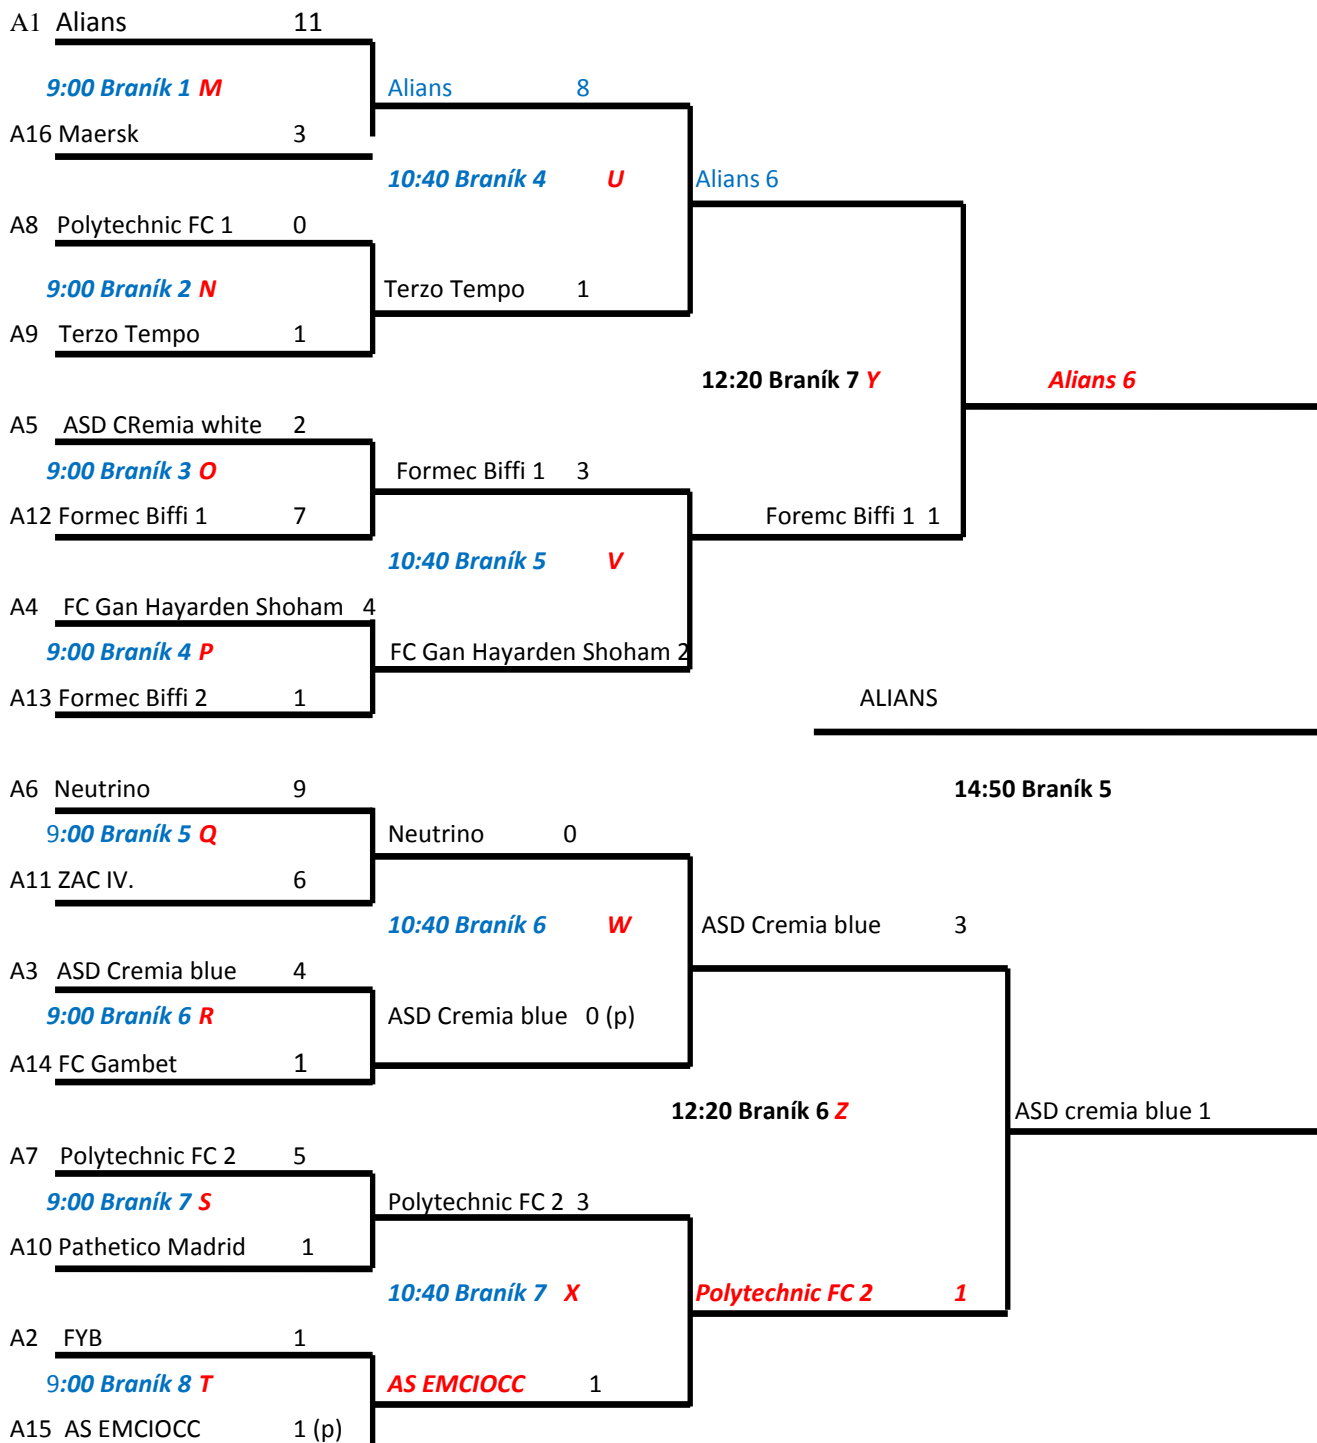 A1 Alians 11
9:00 Braník 1 M
Alians 8
A16 Maersk 3
10:40 Braník 4 U
Alians 6
A8 Polytechnic FC 1 0
9:00 Braník 2 N
Terzo Tempo 1
A9 Terzo Tempo 1
12:20 Braník 7 Y
Alians 6
A5 ASD CRemia white 2
9:00 Braník 3 O
Formec Biffi 1 3
A12 Formec Biffi 1 7
Foremc Biffi 1 1
10:40 Braník 5 V
A4 FC Gan Hayarden Shoham 4
9:00 Braník 4 P
FC Gan Hayarden Shoham 2
A13 Formec Biffi 2 1
ALIANS
A6 Neutrino 9
14:50 Braník 5
9:00 Braník 5 Q
Neutrino 0
A11 ZAC IV. 6
10:40 Braník 6 W
ASD Cremia blue 3
A3 ASD Cremia blue 4
9:00 Braník 6 R
ASD Cremia blue 0 (p)
A14 FC Gambet 1
12:20 Braník 6 Z
ASD cremia blue 1
A7 Polytechnic FC 2 5
9:00 Braník 7 S
Polytechnic FC 2 3
A10 Pathetico Madrid 1
10:40 Braník 7 X
Polytechnic FC 2 1
A2 FYB 1
9:00 Braník 8 T
AS EMCIOCC 1
A15 AS EMCIOCC 1 (p)